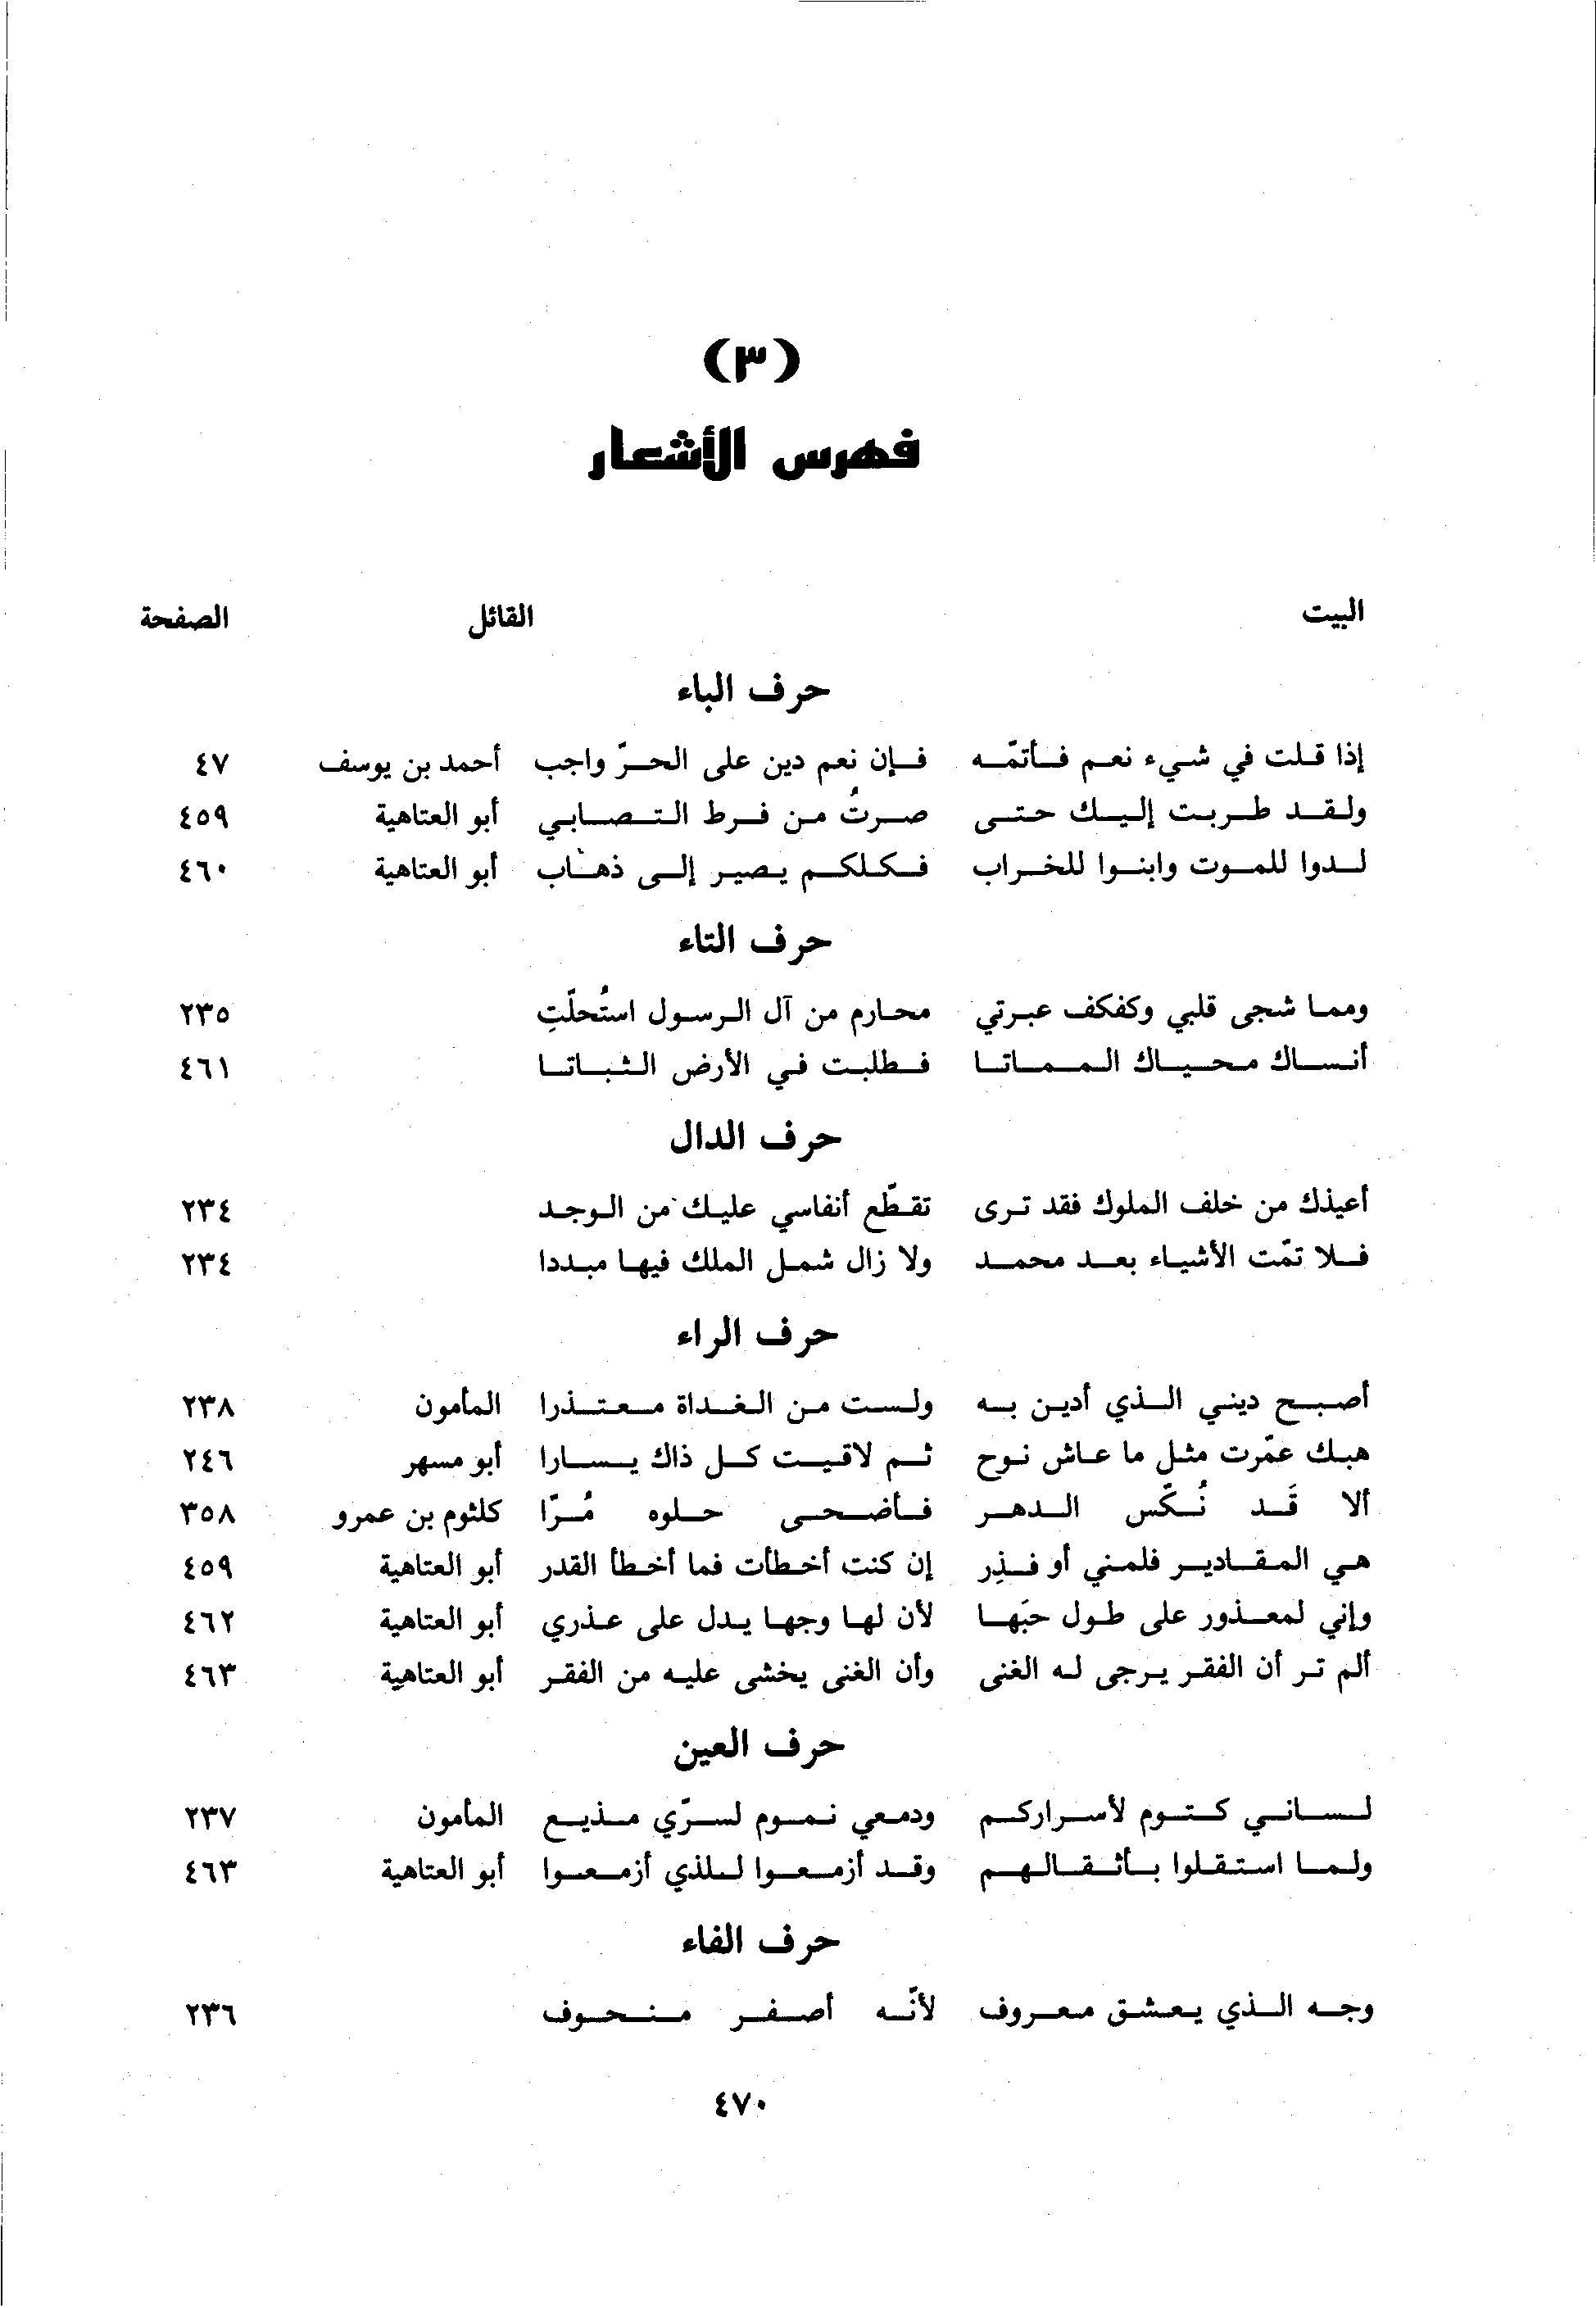 (٣)
فهرس الأشعار
البيت القائل الصفحة
حرف الباء
إذا قلت في شيء نعم فأتمّه فإن نعم دين على الحرّ واجب أحمد بن يوسف ٤٧
ولقد طربت إليك حتى صرتُ من فرط التصابي أبو العتاهية ٤٥٩
لدوا للموت وابنوا للخراب فكلكم يصير إلى ذهاب أبو العتاهية ٤٦٠
حرف التاء
ومما شجى قلبي وكفكف عبرتي محارم من آل الرسول استُحلّتِ ٢٣٥
أنساك محياك المماتا فطلبت في الأرض الثباتا ٤٦١
حرف الدال
أعيذك من خلف الملوك فقد ترى تقطّع أنفاسي عليك من الوجد ٢٣٤
فلا تمّت الأشياء بعد محمد ولا زال شمل الملك فيها مبددا ٢٣٤
حرف الراء
أصبح ديني الذي أدين به ولست من الغداة معتذرا المأمون ٢٣٨
هبك عمّرت مثل ما عاش نوح ثم لاقيت كل ذاك يسارا أبو مسهر ٢٤٦
ألا قَد نُكّس الدهر فأضحى حلوه مُرّا كلثوم بن عمرو ٣٥٨
هي المقادير فلمني أو فذِر إن كنت أخطأت فما أخطأ القدر أبو العتاهية ٤٥٩
وإني لمعذور على طول حبّها لأن لها وجها يدل على عذري أبو العتاهية ٤٦٢
ألم تر أن الفقر يرجى له الغنى وأن الغنى يخشى عليه من الفقر أبو العتاهية ٤٦٣
حرف العين
لساني كتوم لأسراركم ودمعي نموم لسرّي مذيع المأمون ٢٣٧
ولما استقلوا بأثقالهم وقد أزمعوا للذي أزمعوا أبو العتاهية ٤٦٣
حرف الفاء
وجه الذي يعشق معروف لأنّه أصفر منحوف ٢٣٦
٤٧٠